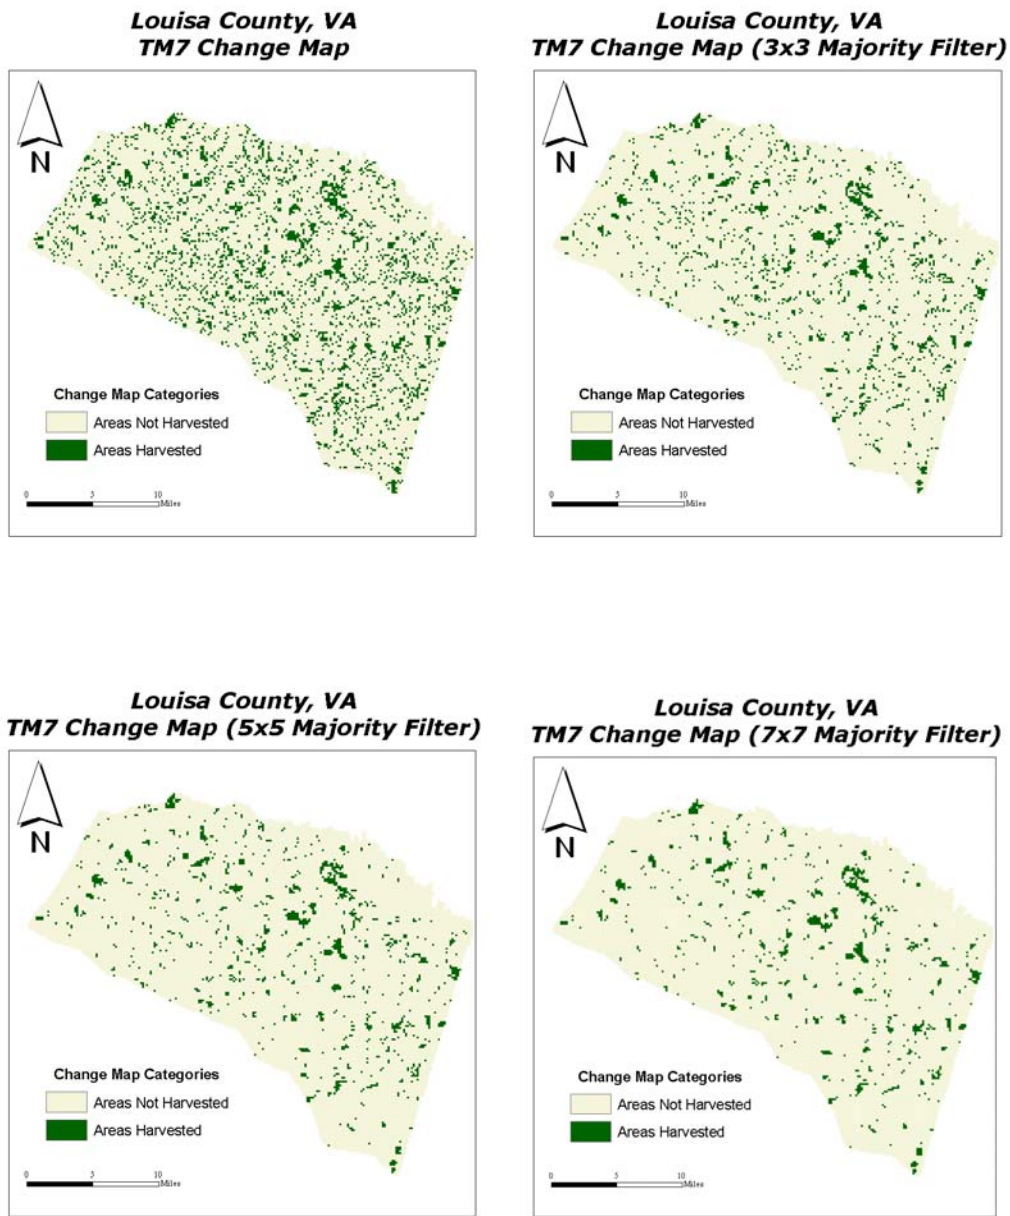 Louisa County, VA
TM7 Change Map
N
Change Map Categories
Areas Not Harvested
Areas Harvested
0 5 10
Miles
Louisa County, VA
TM7 Change Map (3x3 Majority Filter)
N
Change Map Categories
Areas Not Harvested
Areas Harvested
0 5 10
Miles
Louisa County, VA
TM7 Change Map (5x5 Majority Filter)
N
Change Map Categories
Areas Not Harvested
Areas Harvested
0 5 10
Miles
Louisa County, VA
TM7 Change Map (7x7 Majority Filter)
N
Change Map Categories
Areas Not Harvested
Areas Harvested
0 5 10
Miles